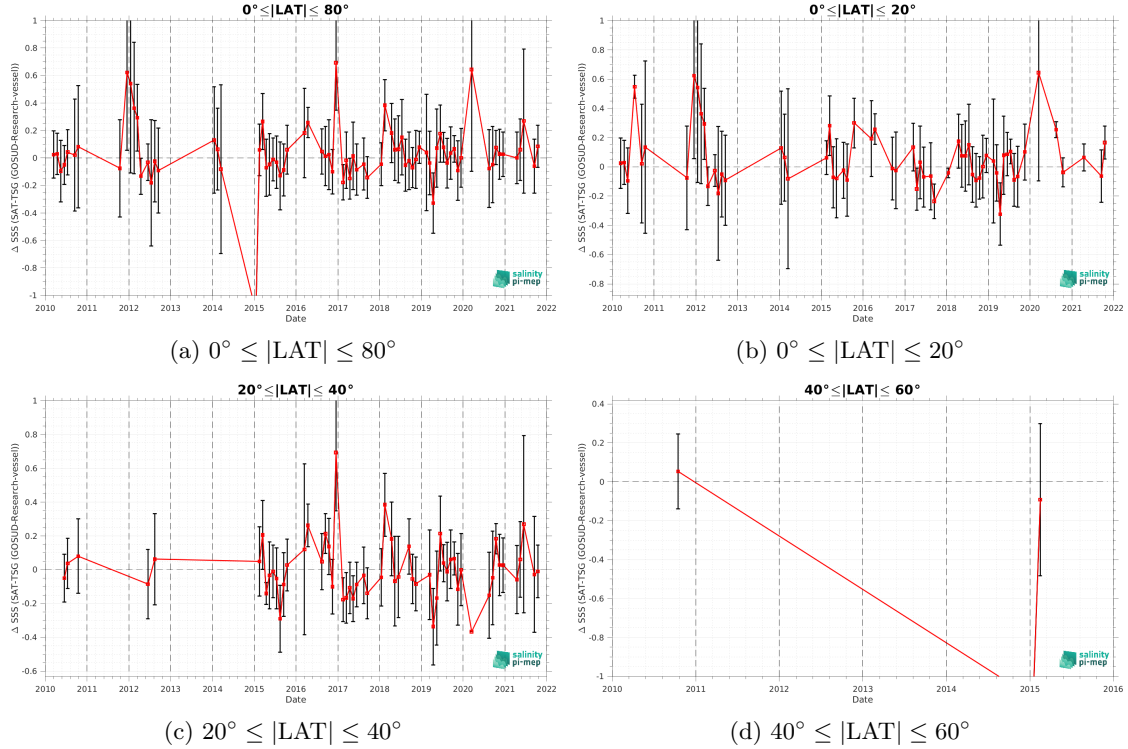 0°≤|LAT|≤ 80°
1
0.8
0.6
0.4
0.2
0
-0.2
-0.4
-0.6
-0.8
-1
Δ SSS (SAT-TSG (GOSUD-Research-vessel))
2010 2011 2012 2013 2014 2015 2016 2017 2018 2019 2020 2021 2022
Date
salinity
pi-mep
(a) 0° ≤ |LAT| ≤ 80°
0°≤|LAT|≤ 20°
1
0.8
0.6
0.4
0.2
0
-0.2
-0.4
-0.6
-0.8
Δ SSS (SAT-TSG (GOSUD-Research-vessel))
2010 2011 2012 2013 2014 2015 2016 2017 2018 2019 2020 2021 2022
Date
salinity
pi-mep
(b) 0° ≤ |LAT| ≤ 20°
20°≤|LAT|≤ 40°
1
0.8
0.6
0.4
0.2
0
-0.2
-0.4
-0.6
Δ SSS (SAT-TSG (GOSUD-Research-vessel))
2010 2011 2012 2013 2014 2015 2016 2017 2018 2019 2020 2021 2022
Date
salinity
pi-mep
(c) 20° ≤ |LAT| ≤ 40°
40°≤|LAT|≤ 60°
0.4
0.2
0
-0.2
-0.4
-0.6
-0.8
-1
Δ SSS (SAT-TSG (GOSUD-Research-vessel))
2010 2011 2012 2013 2014 2015 2016
Date
salinity
pi-mep
(d) 40° ≤ |LAT| ≤ 60°